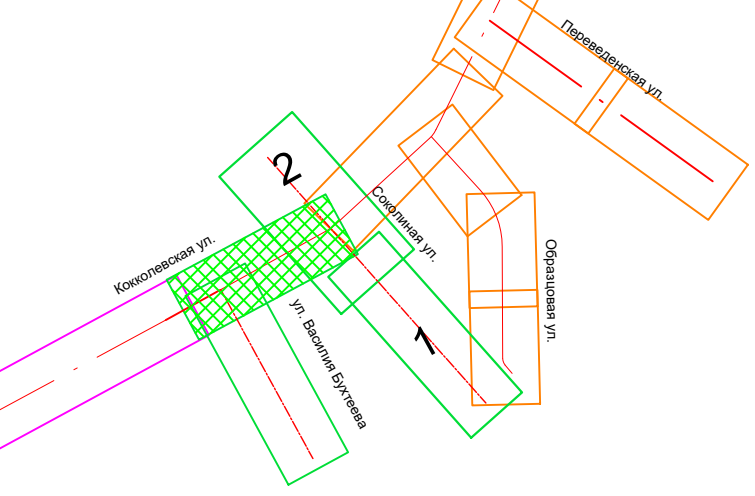 Переведенская ул.
2
Соколиная ул.
Кокколевская ул.
Образцовая ул.
ул. Василия Бухтеева
1